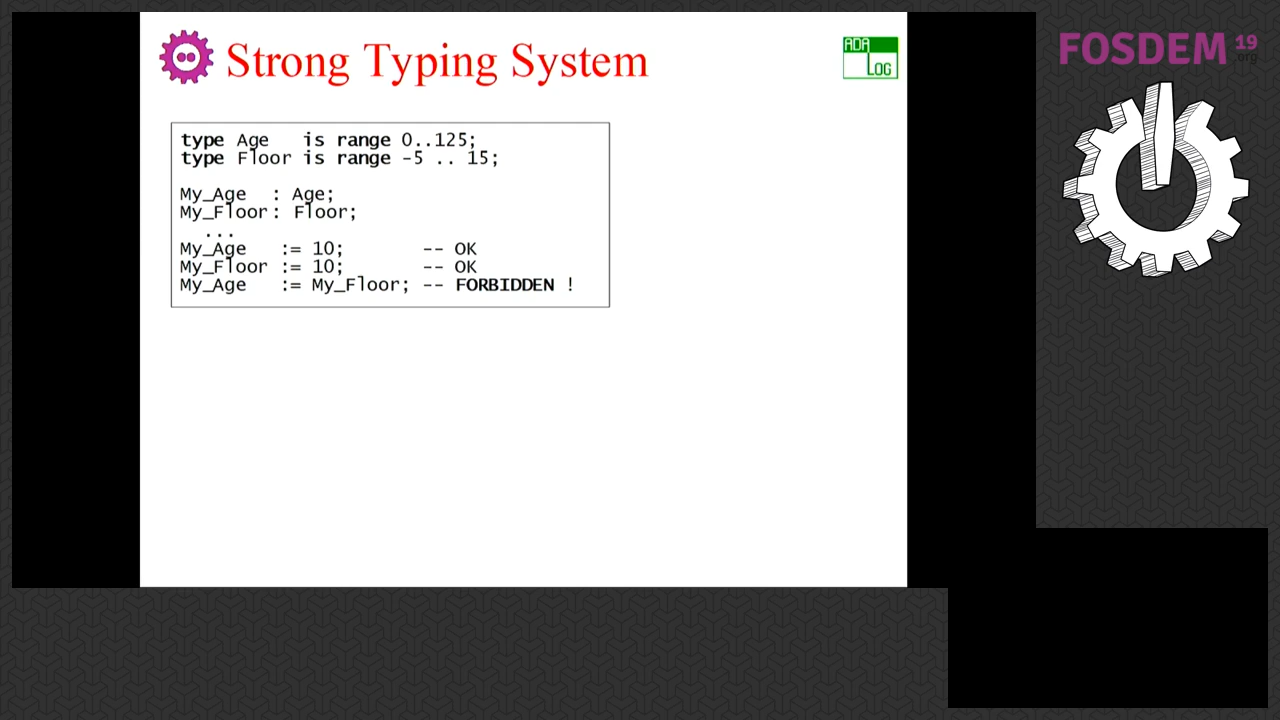 Strong Typing System
ADA
LOG
FOSDEM 19
.org
type Age is range 0..125;
type Floor is range -5 .. 15;
My_Age : Age;
My_Floor: Floor;
...
My_Age := 10; -- OK
My_Floor := 10; -- OK
My_Age := My_Floor; -- FORBIDDEN !